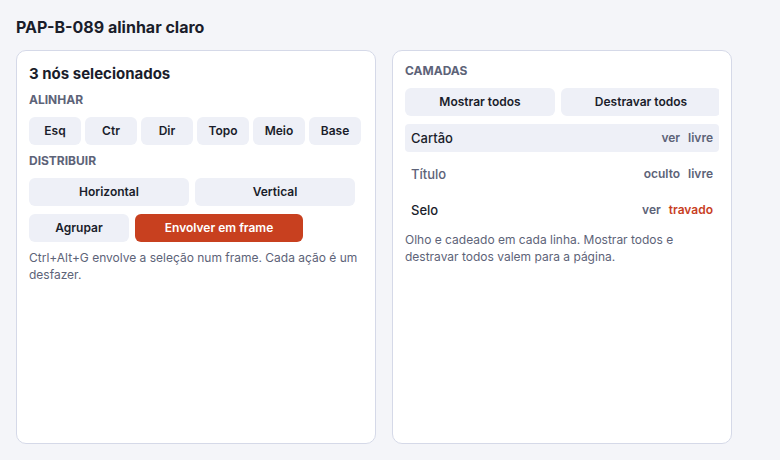 PAP-B-089 alinhar claro
3 nós selecionados
ALINHAR
Esq Ctr Dir Topo Meio Base
DISTRIBUIR
Horizontal Vertical
Agrupar Envolver em frame
Ctrl+Alt+G envolve a seleção num frame. Cada ação é um
desfazer.
CAMADAS
Mostrar todos Destravar todos
Cartão ver livre
Título oculto livre
Selo ver travado
Olho e cadeado em cada linha. Mostrar todos e
destravar todos valem para a página.